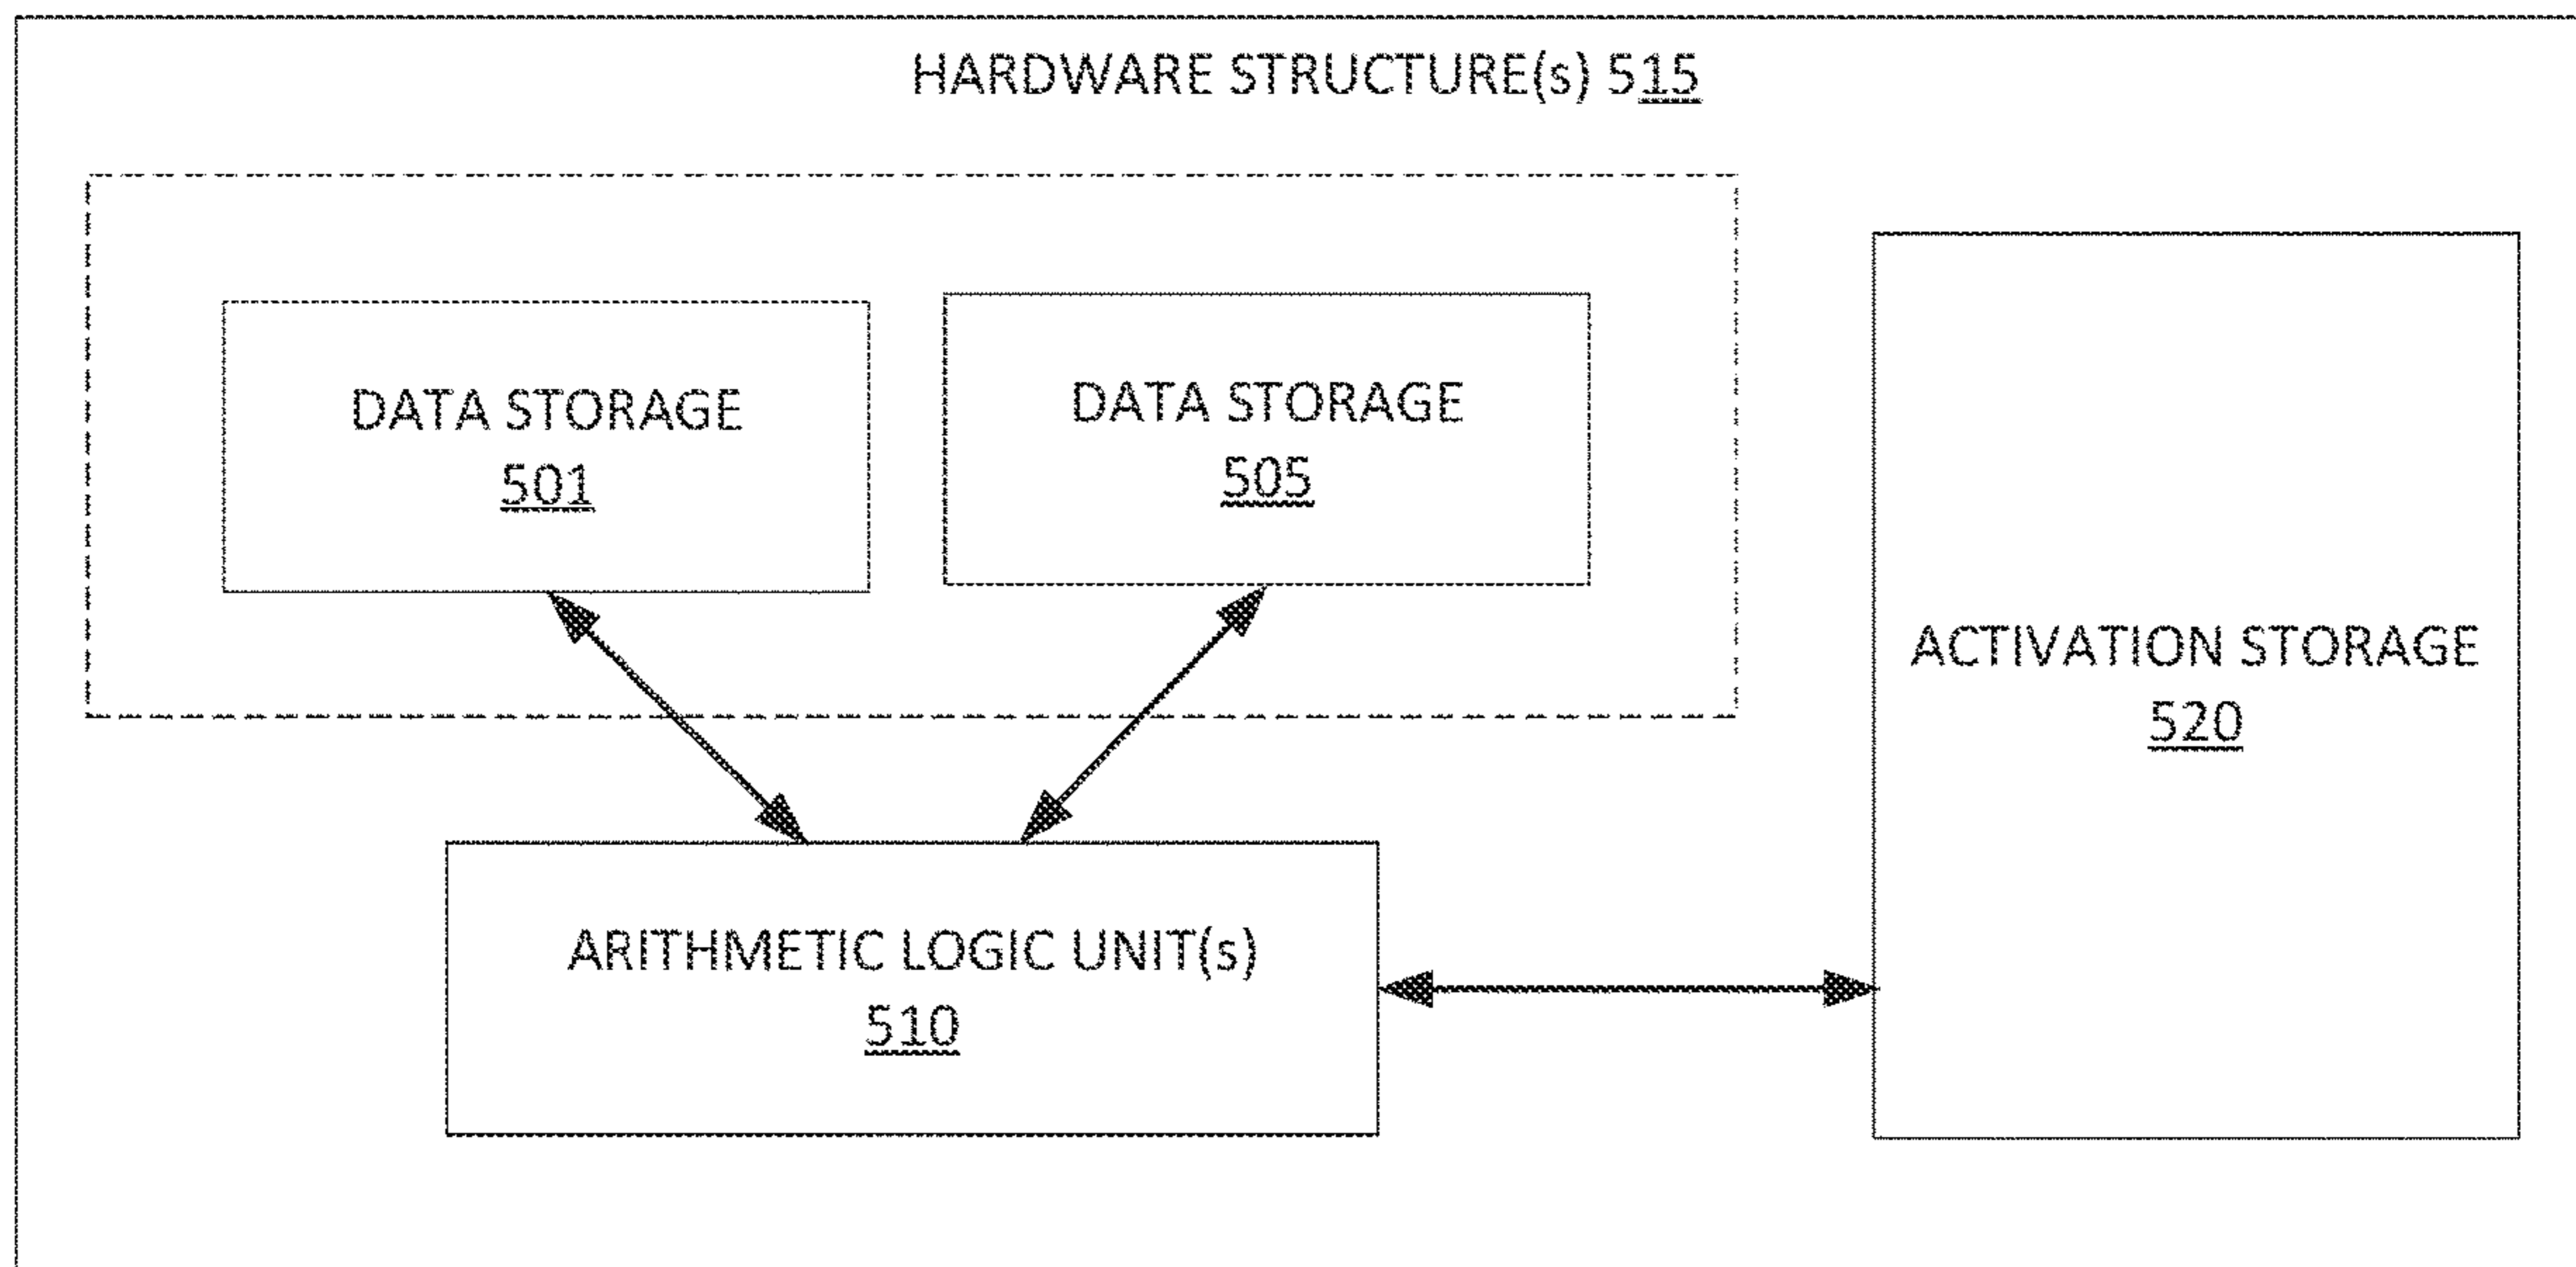 HARDWARE STRUCTURE(s) 515
DATA STORAGE
501
DATA STORAGE
505
ACTIVATION STORAGE
520
ARITHMETIC LOGIC UNIT(s)
510